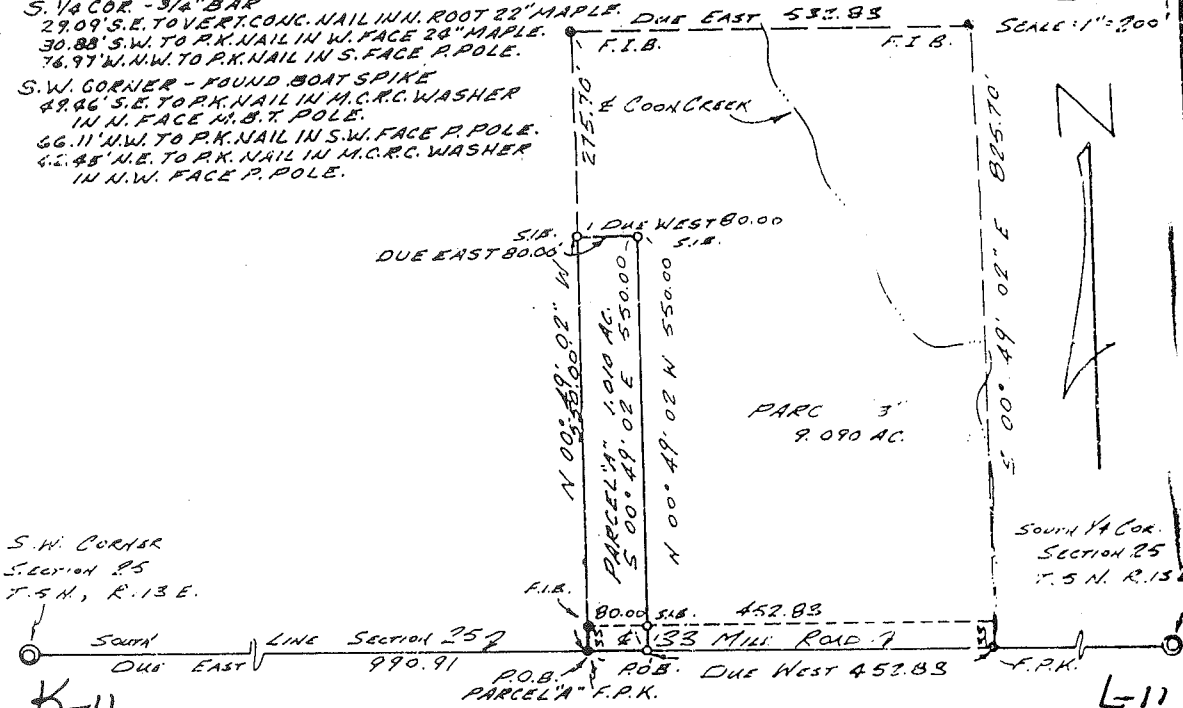 S. 1/4 COR. - 3/4" BAR
29.09' S.E. TO VERT. CONC. NAIL IN N. ROOT 22" MAPLE.
30.88' S.W. TO P.K. NAIL IN W. FACE 24" MAPLE.
76.97' W.N.W. TO P.K. NAIL IN S. FACE P. POLE.
S.W. CORNER - FOUND BOAT SPIKE
49.46' S.E. TO P.K. NAIL IN M.C.R.C. WASHER
IN N. FACE M.B.T. POLE.
66.11' N.W. TO P.K. NAIL IN S.W. FACE P. POLE.
N.E. TO P.K. NAIL IN M.C.R.C. WASHER
IN N.W. FACE P. POLE.
DUE EAST 532.83
SCALE: 1"=200'
F.I.B.
F.I.B.
275.70'
℄ COON CREEK
S 00° 49' 02" E 825.70'
N
S.I.B.
DUE WEST 80.00
DUE EAST 80.00'
S.I.B.
N 00° 49' 02" W
550.00'
PARCEL "A" 1.010 AC.
S 00° 49' 02 E 550.00
N 00° 49' 02 W 550.00
PARC 3"
9.090 AC.
S.W. CORNER
SECTION 25
T. 5 N., R. 13 E.
SOUTH 1/4 COR.
SECTION 25
T. 5 N. R. 13 E
F.I.B.
80.00 S.I.B. 452.83
SOUTH LINE SECTION 25
33 ℄ 33 MILE ROAD 33
DUE EAST 990.91
P.O.B. P.O.B. DUE WEST 452.83
F.P.K.
PARCEL "A" F.P.K.
K-11
L-11